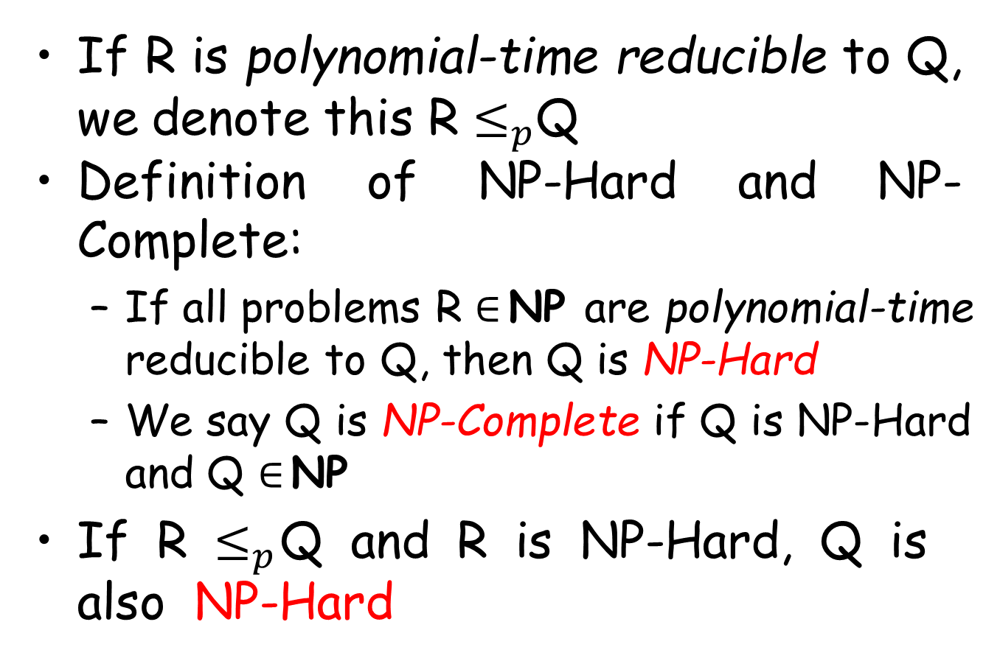 • If R is polynomial-time reducible to Q,
we denote this R ≤p Q
• Definition of NP-Hard and NP-
Complete:
– If all problems R ∈ NP are polynomial-time
reducible to Q, then Q is NP-Hard
– We say Q is NP-Complete if Q is NP-Hard
and Q ∈ NP
• If R ≤p Q and R is NP-Hard, Q is
also NP-Hard